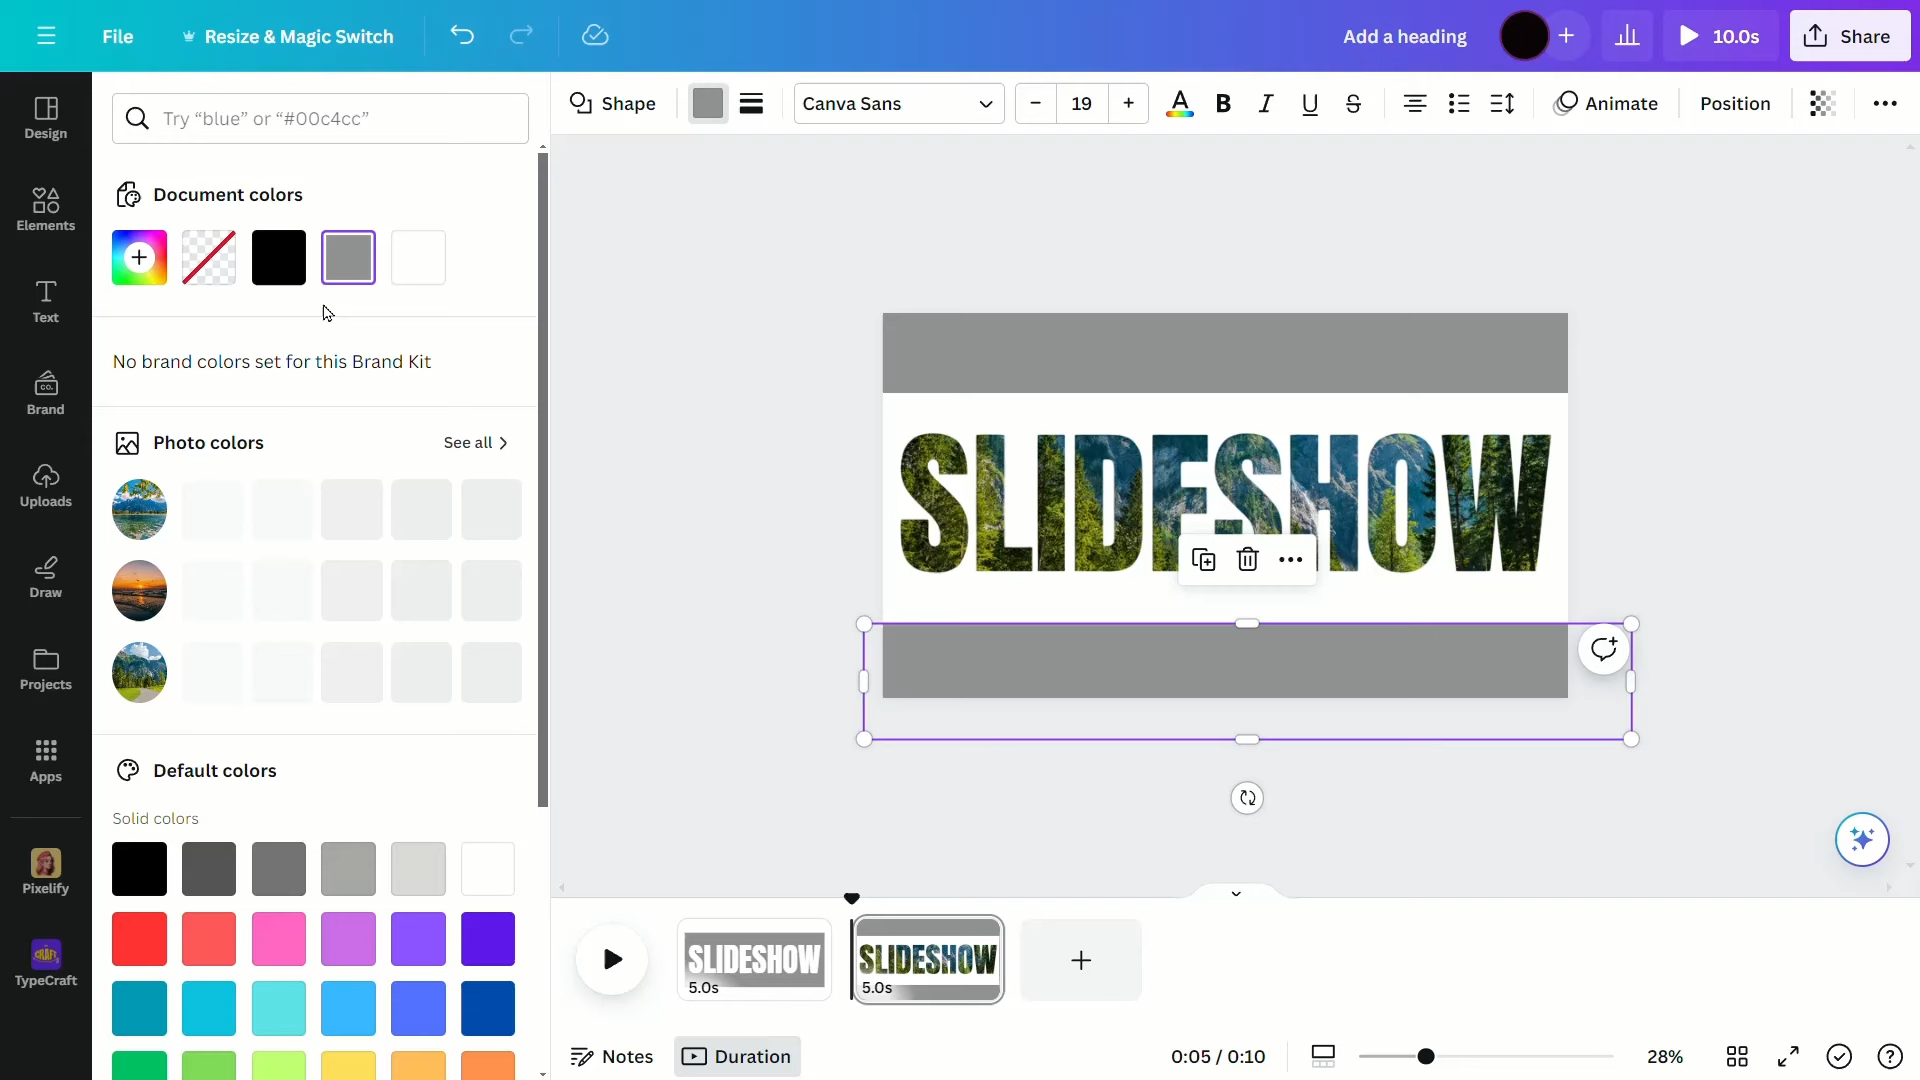 File
Resize & Magic Switch
Add a heading
10.0s
Share
Design
Elements
Text
Brand
CO.
Uploads
Draw
Projects
Apps
Pixelify
CRAFT
TypeCraft
Try “blue” or “#00c4cc”
Document colors
No brand colors set for this Brand Kit
Photo colors
See all
Default colors
Solid colors
Shape
Canva Sans
19
A
B
I
U
S
Animate
Position
SLIDESHOW
SLIDESHOW
5.0s
SLIDESHOW
5.0s
Notes
Duration
0:05 / 0:10
28%